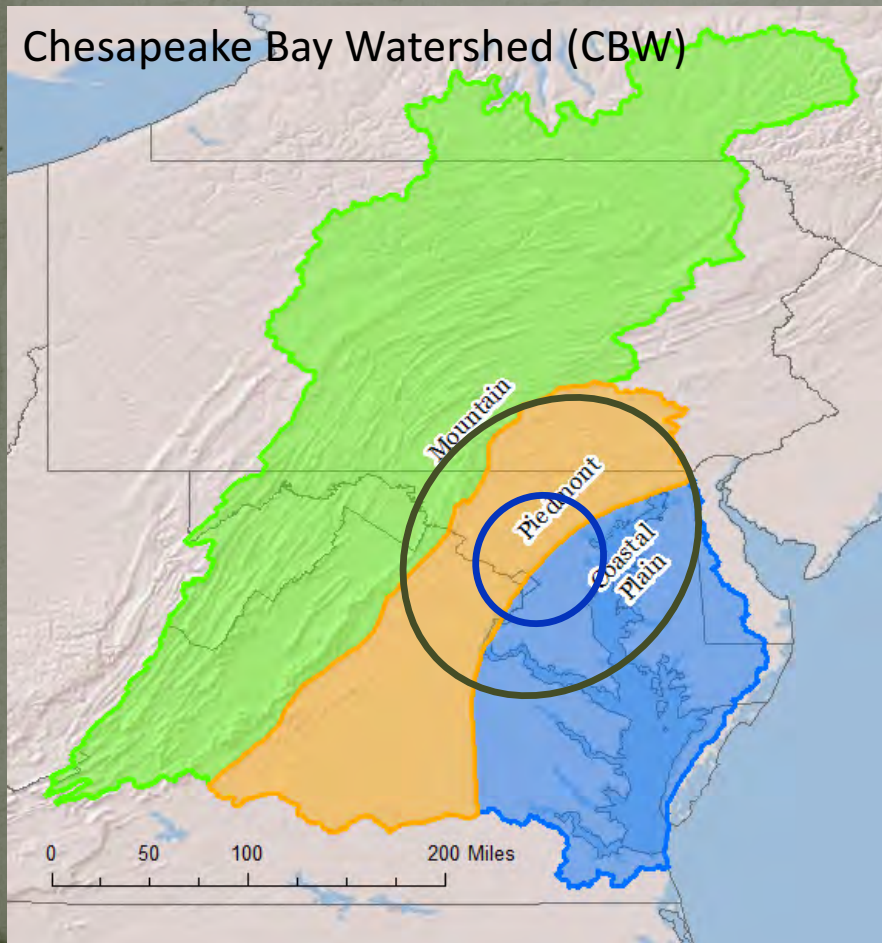 Chesapeake Bay Watershed (CBW)
Mountain
Piedmont
Coastal
Plain
0 50 100 200 Miles